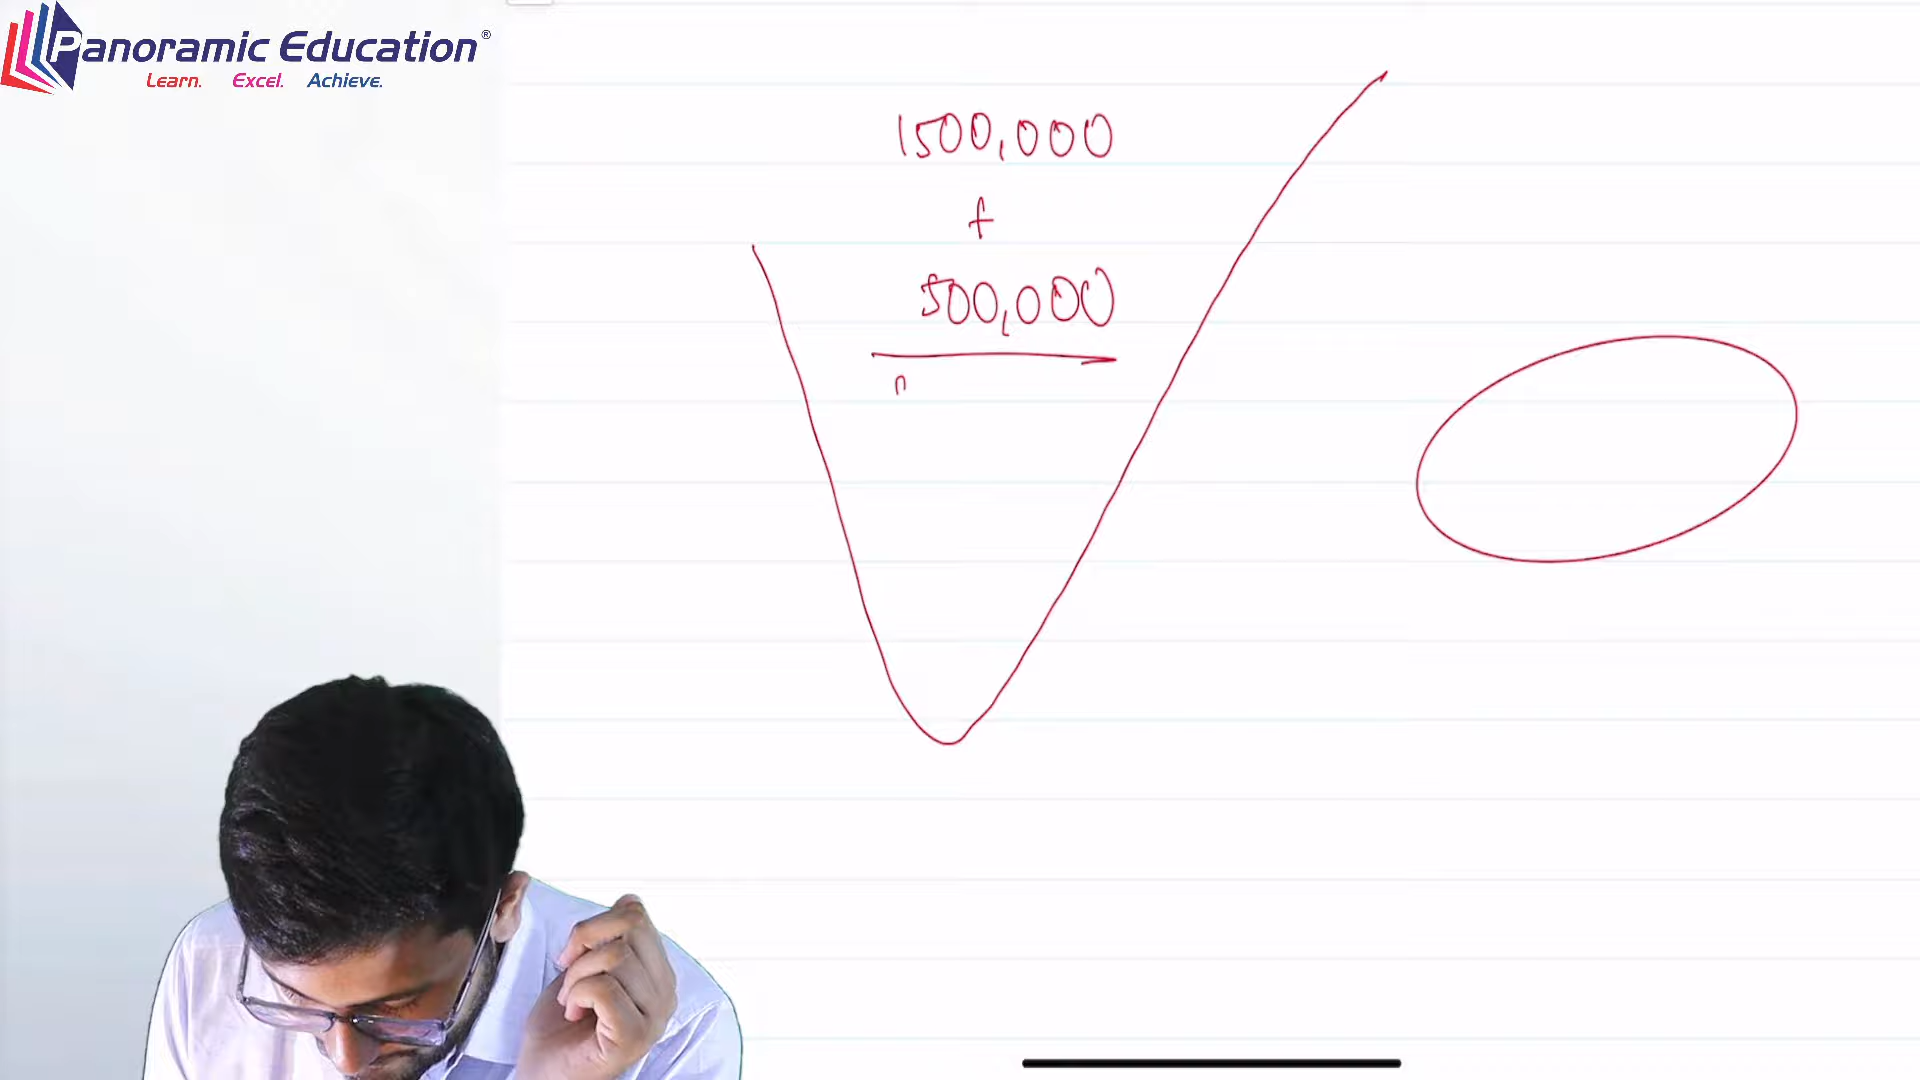 Panoramic Education®
Learn. Excel. Achieve.
1500,000
+
500,000